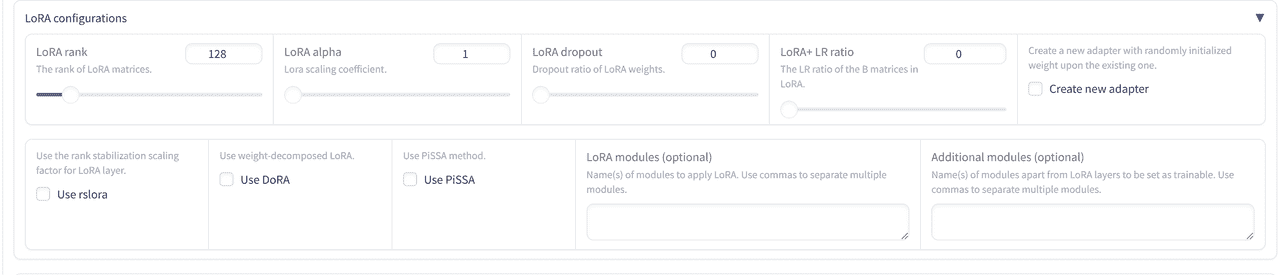 LoRA configurations
▼
LoRA rank
128
The rank of LoRA matrices.
LoRA alpha
1
Lora scaling coefficient.
LoRA dropout
0
Dropout ratio of LoRA weights.
LoRA+ LR ratio
0
The LR ratio of the B matrices in
LoRA.
Create a new adapter with randomly initialized
weight upon the existing one.
Create new adapter
Use the rank stabilization scaling
factor for LoRA layer.
Use rslora
Use weight-decomposed LoRA.
Use DoRA
Use PiSSA method.
Use PiSSA
LoRA modules (optional)
Name(s) of modules to apply LoRA. Use commas to separate multiple
modules.
Additional modules (optional)
Name(s) of modules apart from LoRA layers to be set as trainable. Use
commas to separate multiple modules.